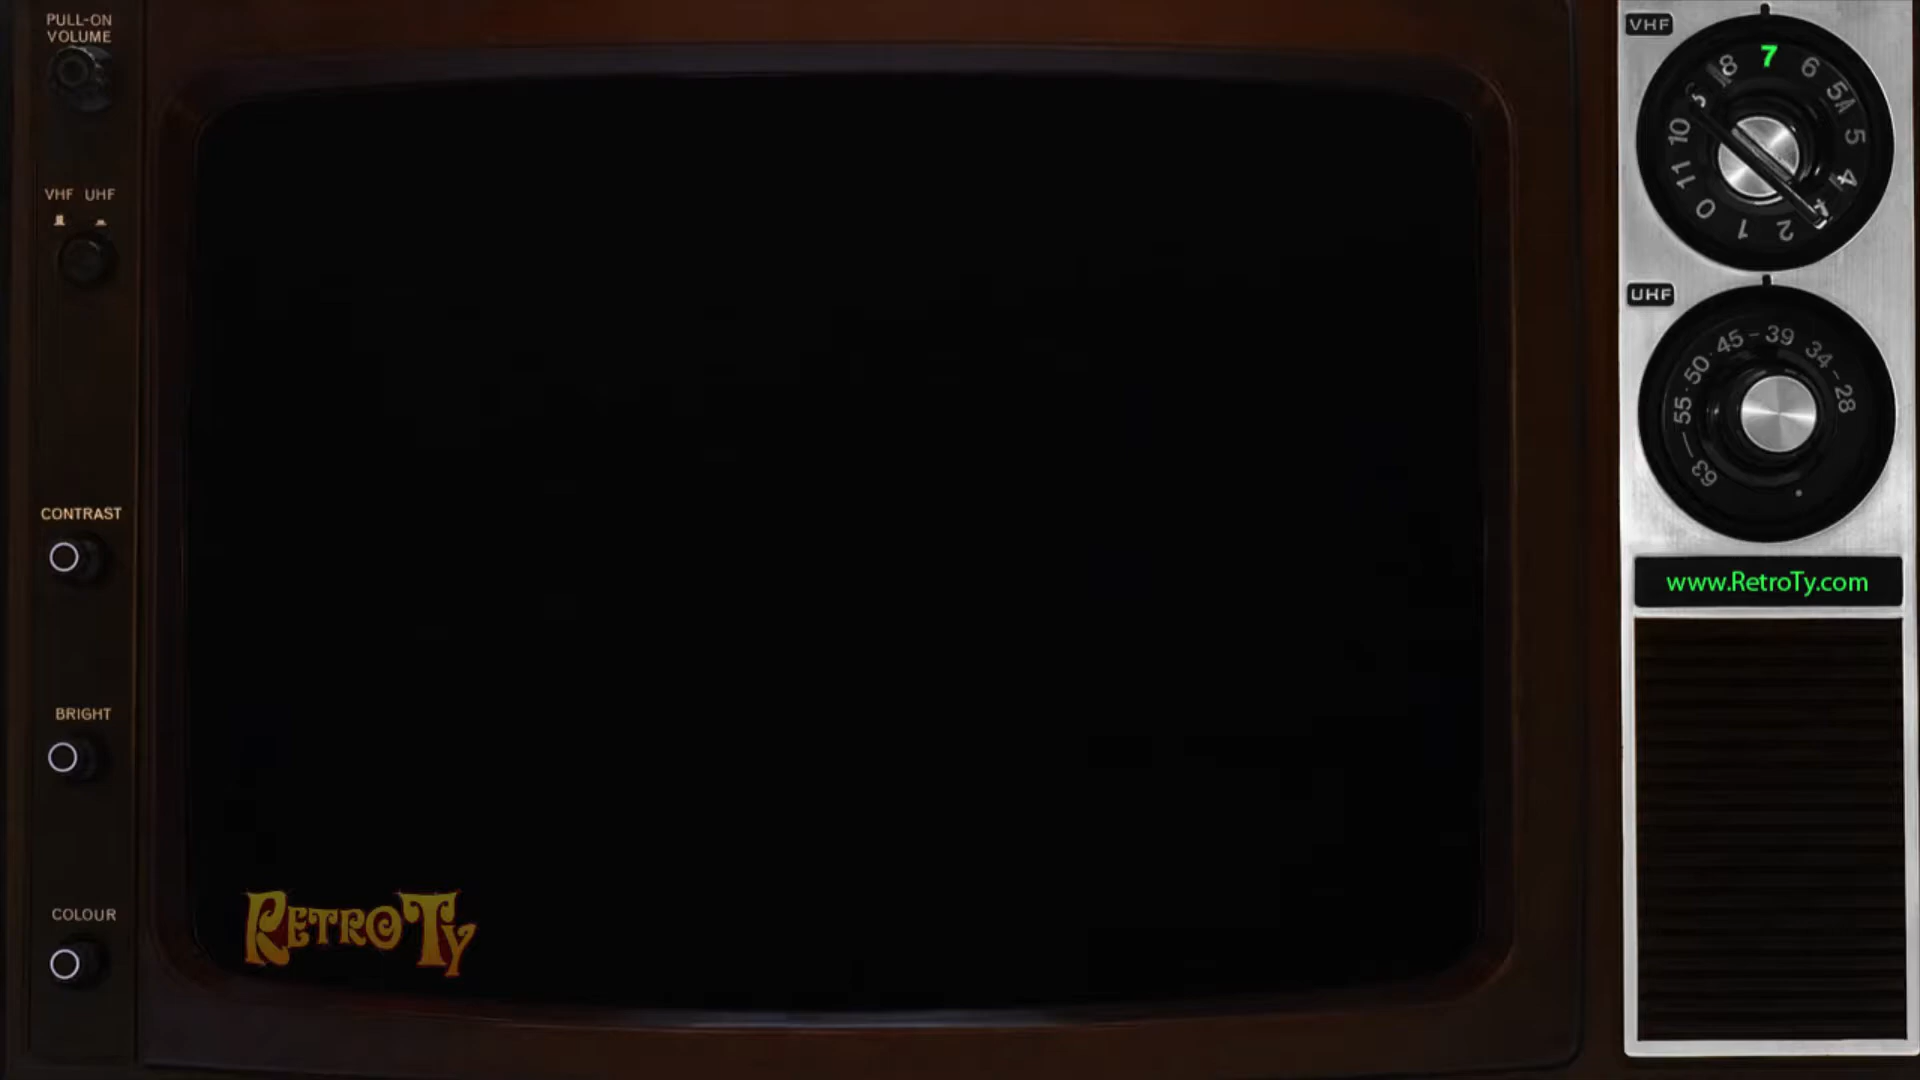 PULL-ON
VOLUME
VHF UHF
CONTRAST
BRIGHT
COLOUR
RETROTY
VHF
8 7 6 5A 5 4 2 1 0 11 10
UHF
63 55 50 45 39 34 28
www.RetroTy.com